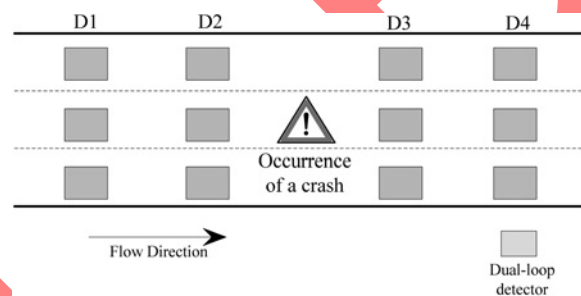 D1 D2 D3 D4
!
Occurrence
of a crash
Flow Direction
Dual-loop
detector